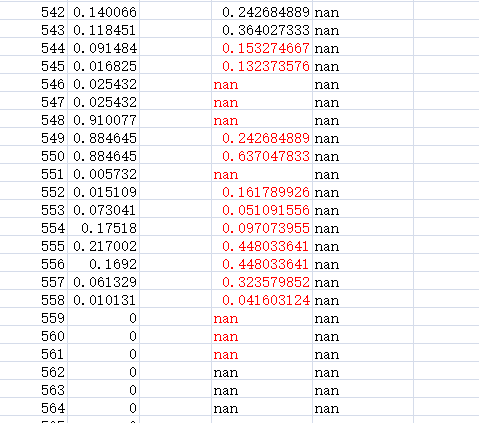 542 0.140066 0.242684889 nan
543 0.118451 0.364027333 nan
544 0.091484 0.153274667 nan
545 0.016825 0.132373576 nan
546 0.025432 nan nan
547 0.025432 nan nan
548 0.910077 nan nan
549 0.884645 0.242684889 nan
550 0.884645 0.637047833 nan
551 0.005732 nan nan
552 0.015109 0.161789926 nan
553 0.073041 0.051091556 nan
554 0.17518 0.097073955 nan
555 0.217002 0.448033641 nan
556 0.1692 0.448033641 nan
557 0.061329 0.323579852 nan
558 0.010131 0.041603124 nan
559 0 nan nan
560 0 nan nan
561 0 nan nan
562 0 nan nan
563 0 nan nan
564 0 nan nan